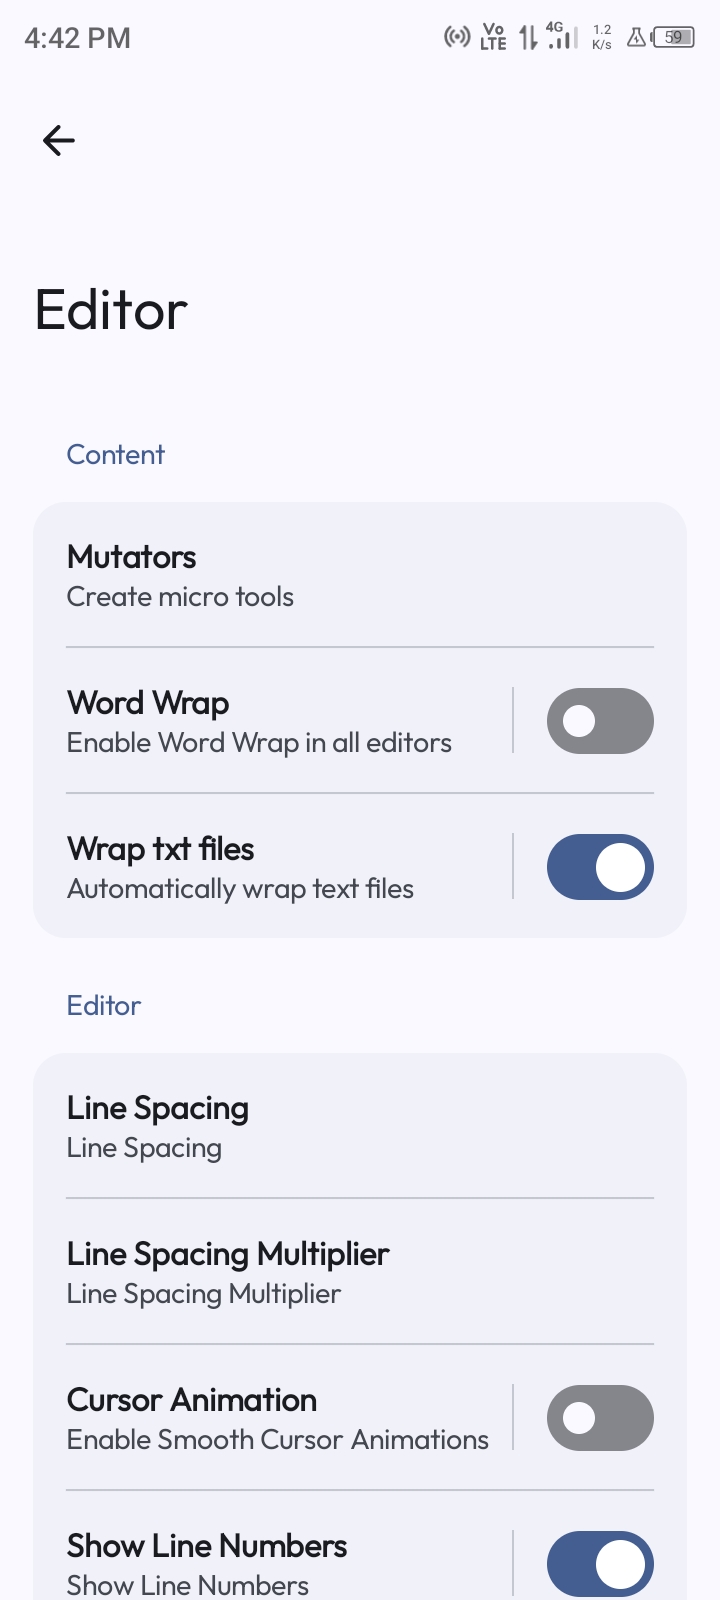 4:42 PM
Vo LTE 4G 1.2 K/s 59
Editor
Content
Mutators
Create micro tools
Word Wrap
Enable Word Wrap in all editors
Wrap txt files
Automatically wrap text files
Editor
Line Spacing
Line Spacing
Line Spacing Multiplier
Line Spacing Multiplier
Cursor Animation
Enable Smooth Cursor Animations
Show Line Numbers
Show Line Numbers